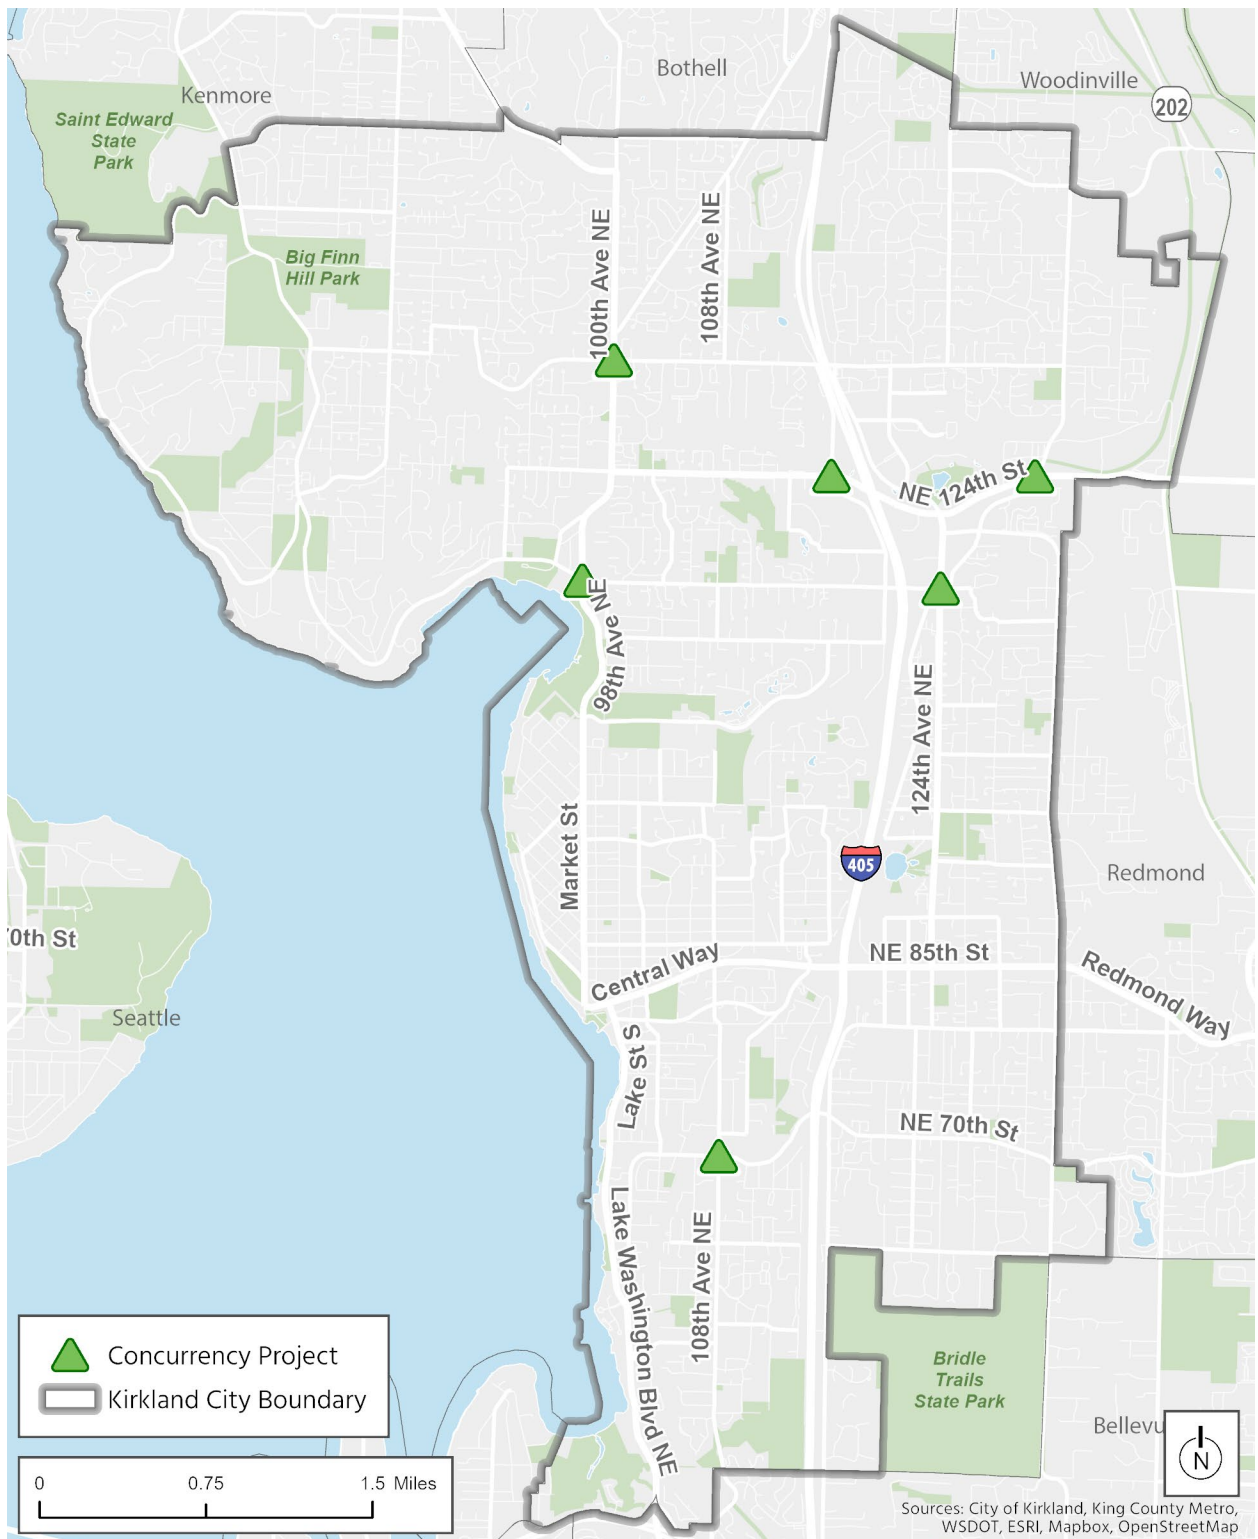 Bothell
Woodinville
202
Kenmore
Saint Edward
State
Park
Big Finn
Hill Park
100th Ave NE
108th Ave NE
NE 124th St
98th Ave NE
124th Ave NE
Market St
405
Redmond
0th St
Central Way
NE 85th St
Redmond Way
Seattle
Lake St S
NE 70th St
Lake Washington Blvd NE
108th Ave NE
Bridle
Trails
State Park
Concurrency Project
Kirkland City Boundary
Bellevu
N
0 0.75 1.5 Miles
Sources: City of Kirkland, King County Metro,
WSDOT, ESRI, Mapbox, OpenStreetMap